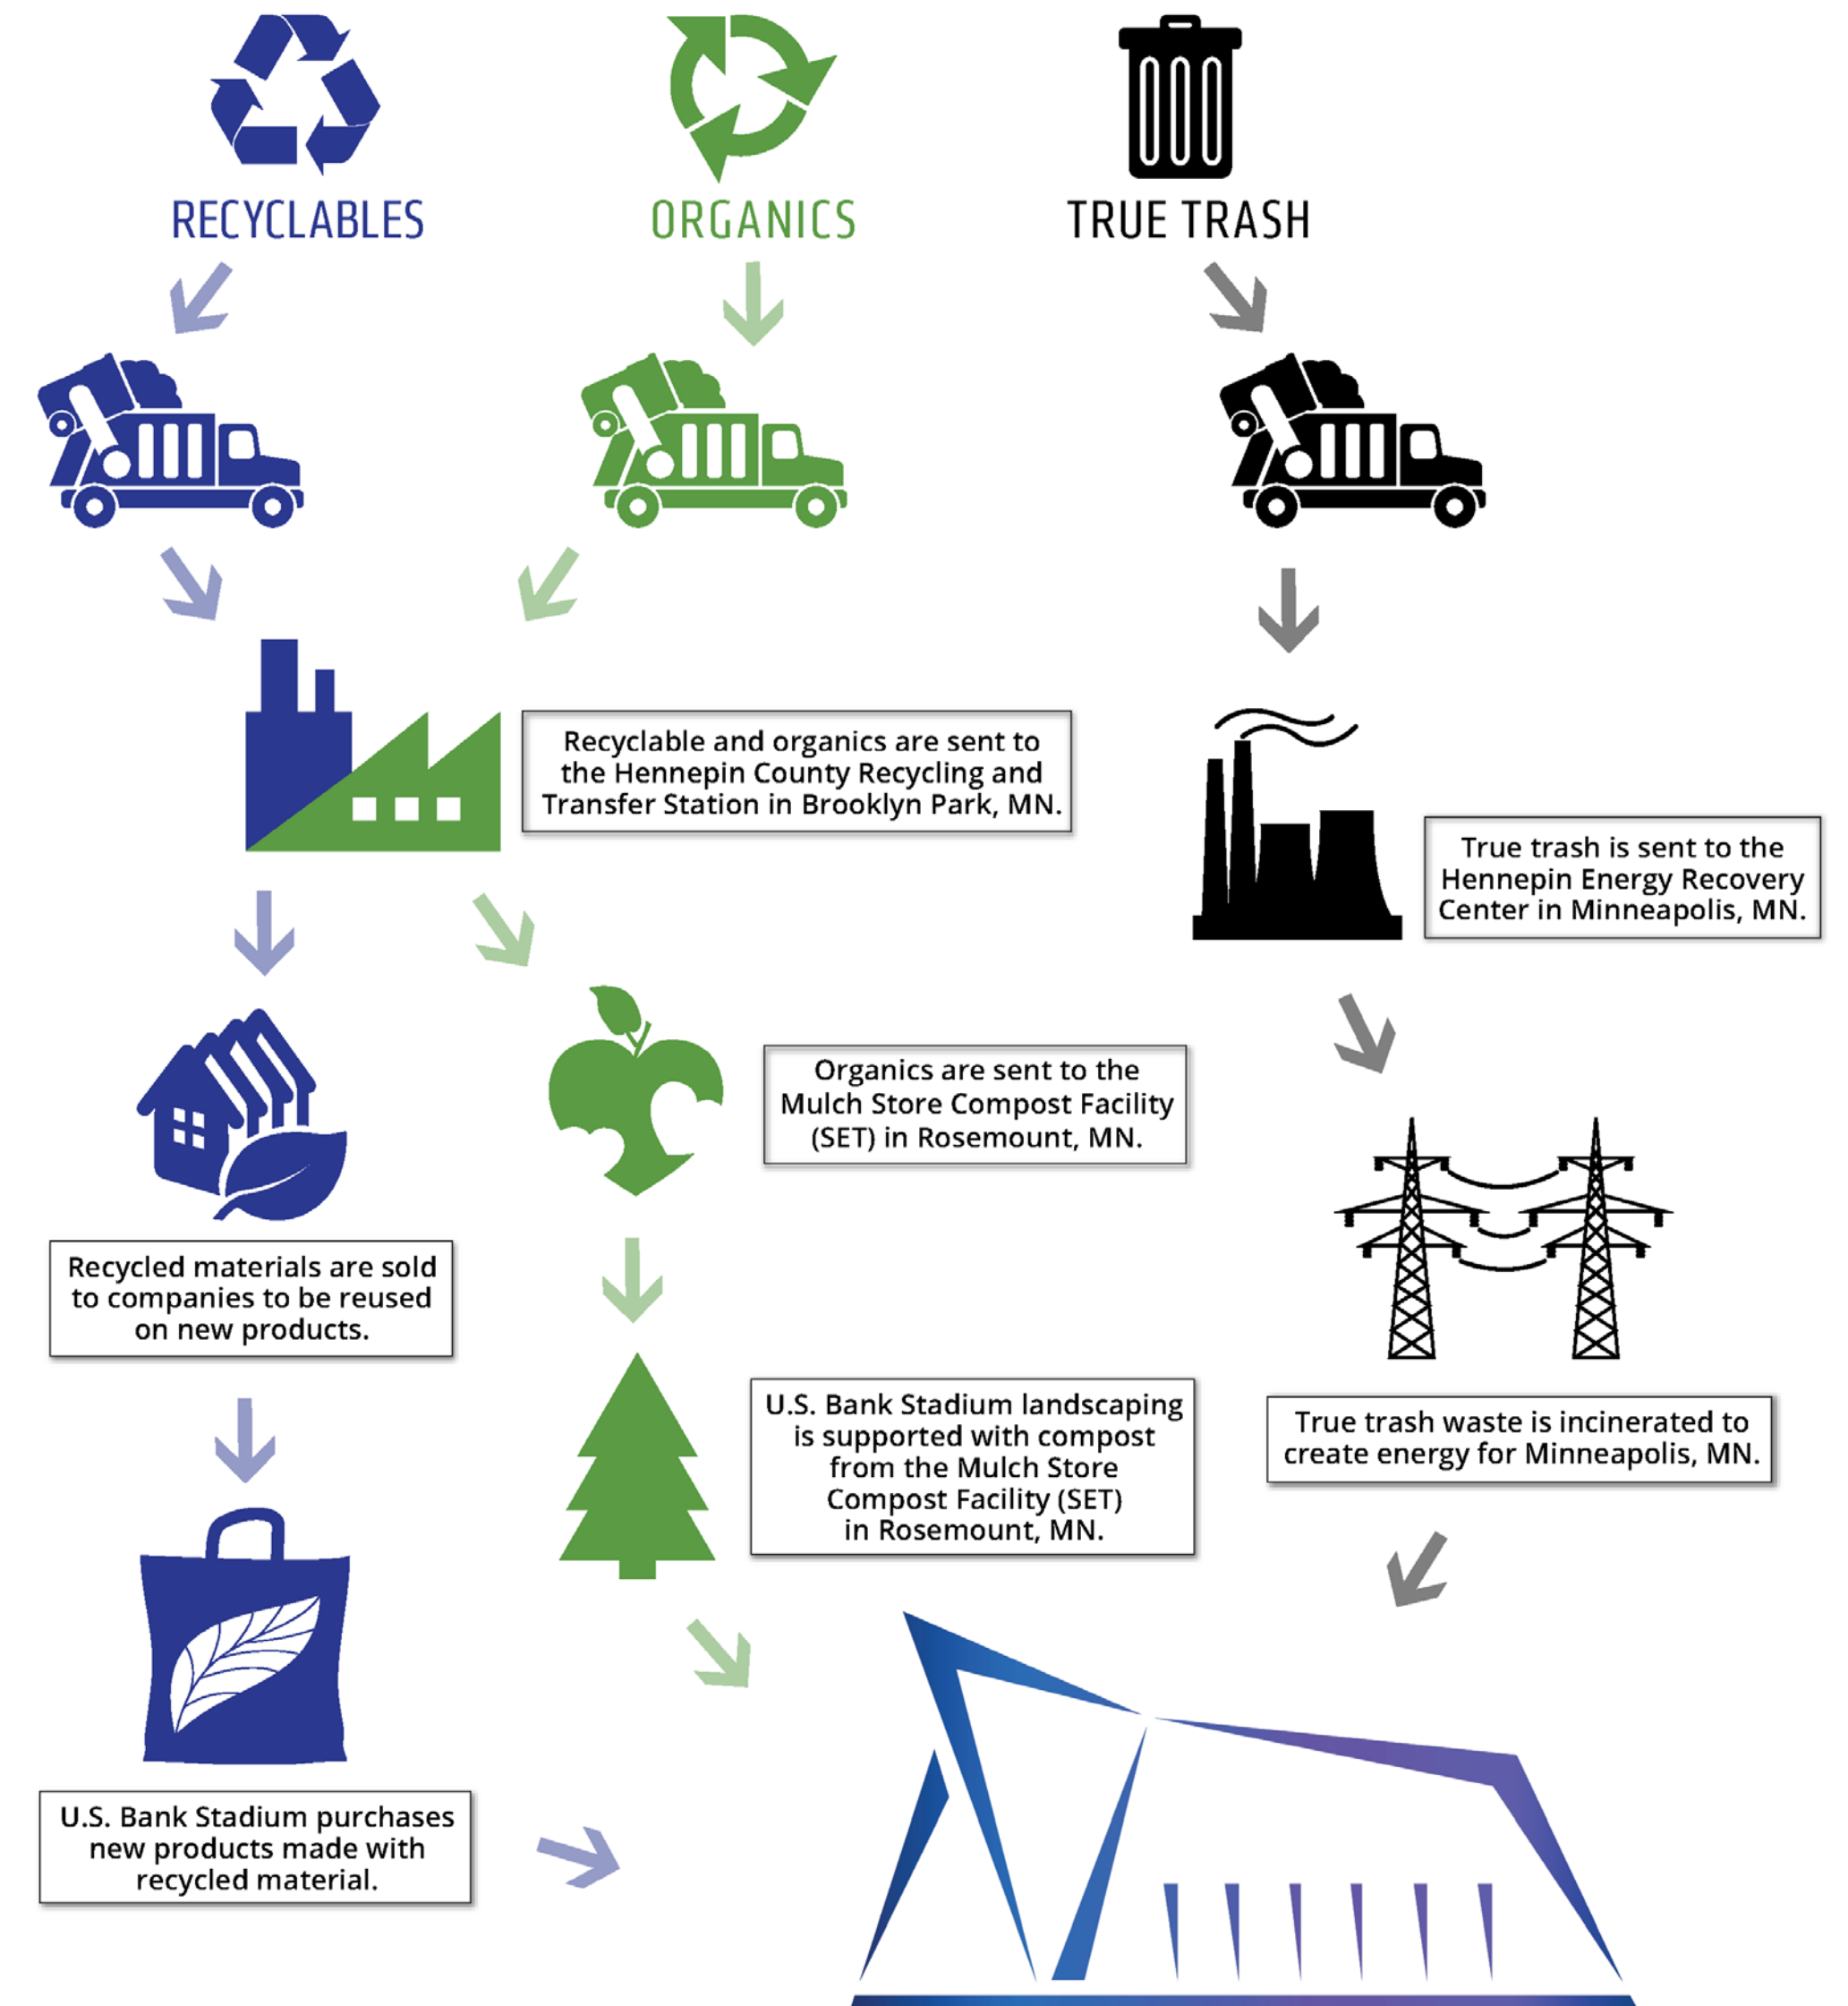 RECYCLABLES
ORGANICS
TRUE TRASH
Recyclable and organics are sent to
the Hennepin County Recycling and
Transfer Station in Brooklyn Park, MN.
True trash is sent to the
Hennepin Energy Recovery
Center in Minneapolis, MN.
Organics are sent to the
Mulch Store Compost Facility
(SET) in Rosemount, MN.
Recycled materials are sold
to companies to be reused
on new products.
U.S. Bank Stadium landscaping
is supported with compost
from the Mulch Store
Compost Facility (SET)
in Rosemount, MN.
True trash waste is incinerated to
create energy for Minneapolis, MN.
U.S. Bank Stadium purchases
new products made with
recycled material.